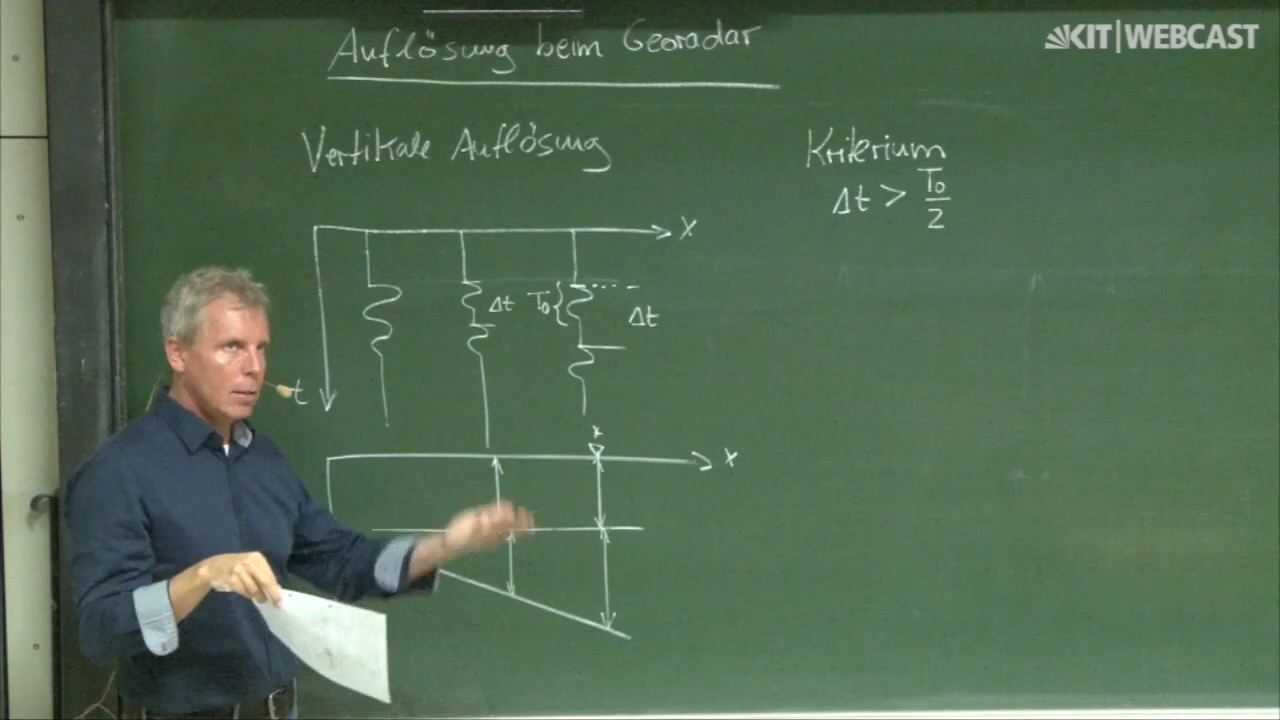 KIT | WEBCAST
Auflösung beim Georadar
Vertikale Auflösung
Kriterium
Δt > T₀/2
x
Δt
T₀{
Δt
t
x